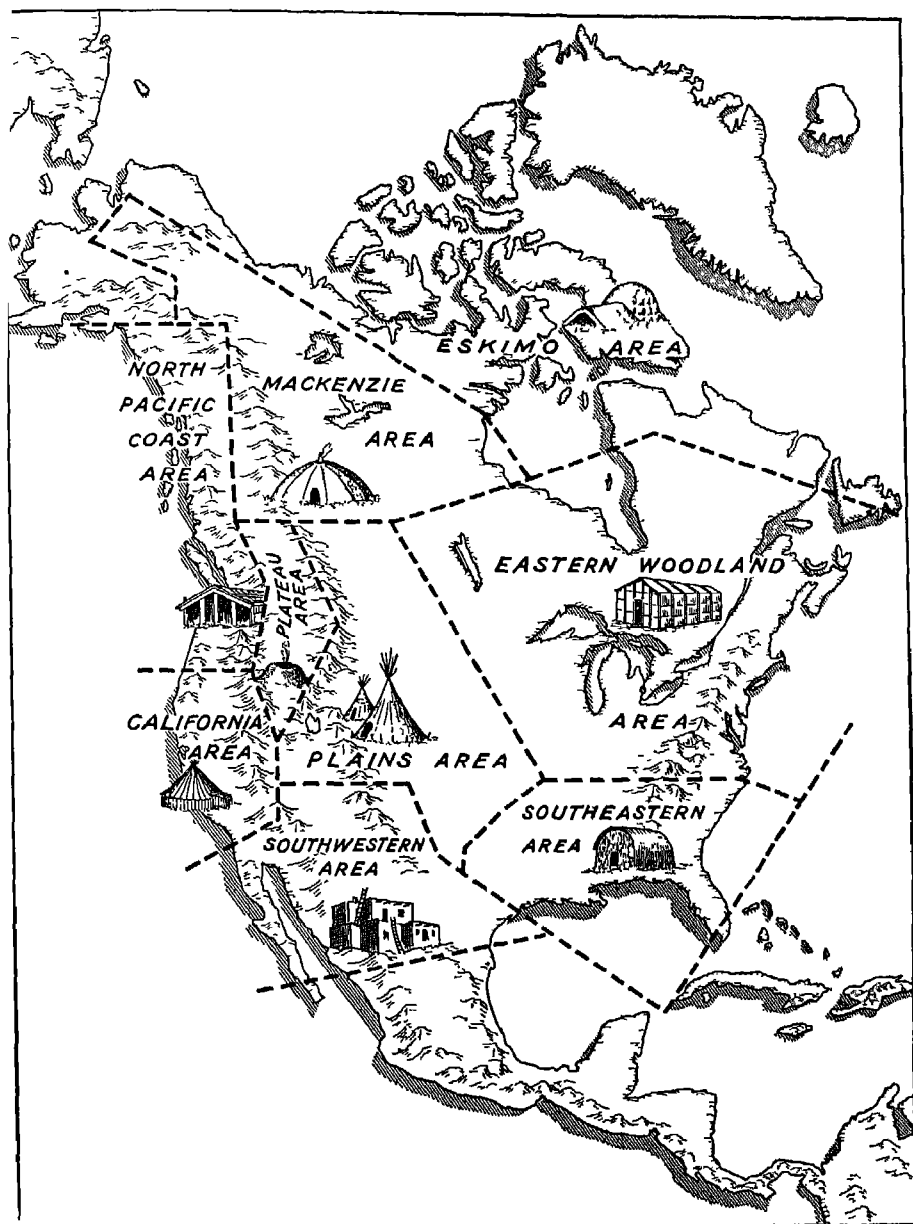 ESKIMO AREA
NORTH
PACIFIC
COAST
AREA
MACKENZIE
AREA
PLATEAU
AREA
EASTERN WOODLAND
AREA
CALIFORNIA
AREA
PLAINS AREA
SOUTHEASTERN
AREA
SOUTHWESTERN
AREA